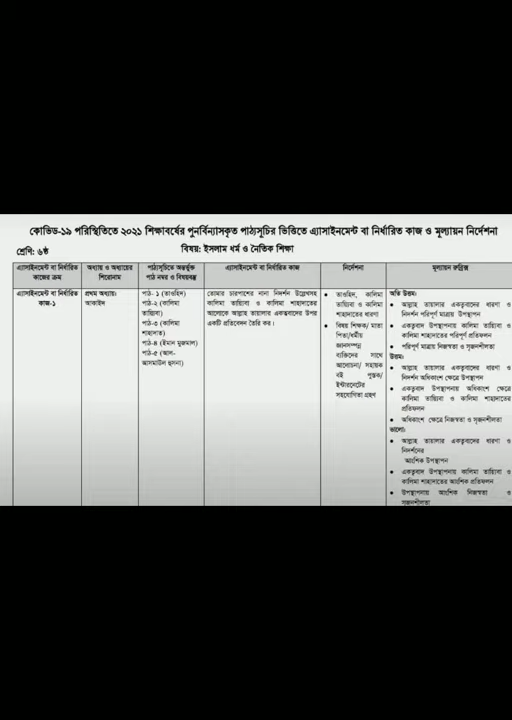 কোভিড-১৯ পরিস্থিতিতে ২০২১ শিক্ষাবর্ষের পুনর্বিন্যাসকৃত পাঠ্যসূচির ভিত্তিতে এ্যাসাইনমেন্ট বা নির্ধারিত কাজ ও মূল্যায়ন নির্দেশনা
বিষয়: ইসলাম ধর্ম ও নৈতিক শিক্ষা
শ্রেণি: ৬ষ্ঠ
এ্যাসাইনমেন্ট বা নির্ধারিত
কাজের ক্রম
অধ্যায় ও অধ্যায়ের
শিরোনাম
পাঠ্যসূচিতে অন্তর্ভুক্ত
পাঠ নম্বর ও বিষয়বস্তু
এ্যাসাইনমেন্ট বা নির্ধারিত কাজ
নির্দেশনা
মূল্যায়ন রুব্রিক্স
এ্যাসাইনমেন্ট বা নির্ধারিত
কাজ-১
প্রথম অধ্যায়:
আকাইদ
পাঠ- ১ (তাওহিদ)
পাঠ-২ (কালিমা
তায়্যিবা)
পাঠ-৩ (কালিমা
শাহাদাত)
পাঠ-৪ (ইমান মুজমাল)
পাঠ-৫ (আল-
আসমাউল হুসনা)
তোমার চারপাশের নানা নিদর্শন উল্লেখসহ
কালিমা তায়্যিবা ও কালিমা শাহাদাতের
আলোকে আল্লাহ তায়ালার একত্ববাদের উপর
একটি প্রতিবেদন তৈরি কর।
• তাওহিদ, কালিমা
তায়্যিবা ও কালিমা
শাহাদাতের ধারণা
• বিষয় শিক্ষক/ মাতা
পিতা/ধর্মীয়
জ্ঞানসম্পন্ন
ব্যক্তিদের সাথে
আলোচনা/ সহায়ক
বই পুস্তক/
ইন্টারনেটের
সহযোগিতা গ্রহণ
অতি উত্তম:
• আল্লাহ তায়ালার একত্ববাদের ধারণা ও
নিদর্শন পরিপূর্ণ মাত্রায় উপস্থাপন
• একত্ববাদ উপস্থাপনায় কালিমা তায়্যিবা ও
কালিমা শাহাদাতের পরিপূর্ণ প্রতিফলন
• পরিপূর্ণ মাত্রায় নিজস্বতা ও সৃজনশীলতা
উত্তম:
• আল্লাহ তায়ালার একত্ববাদের ধারণা ও
নিদর্শন অধিকাংশ ক্ষেত্রে উপস্থাপন
• একত্ববাদ উপস্থাপনায় অধিকাংশ ক্ষেত্রে
কালিমা তায়্যিবা ও কালিমা শাহাদাতের
প্রতিফলন
• অধিকাংশ ক্ষেত্রে নিজস্বতা ও সৃজনশীলতা
ভালো:
• আল্লাহ তায়ালার একত্ববাদের ধারণা ও
নিদর্শনের
আংশিক উপস্থাপন
• একত্ববাদ উপস্থাপনায় কালিমা তায়্যিবা ও
কালিমা শাহাদাতের আংশিক প্রতিফলন
• উপস্থাপনায় আংশিক নিজস্বতা ও
সৃজনশীলতা